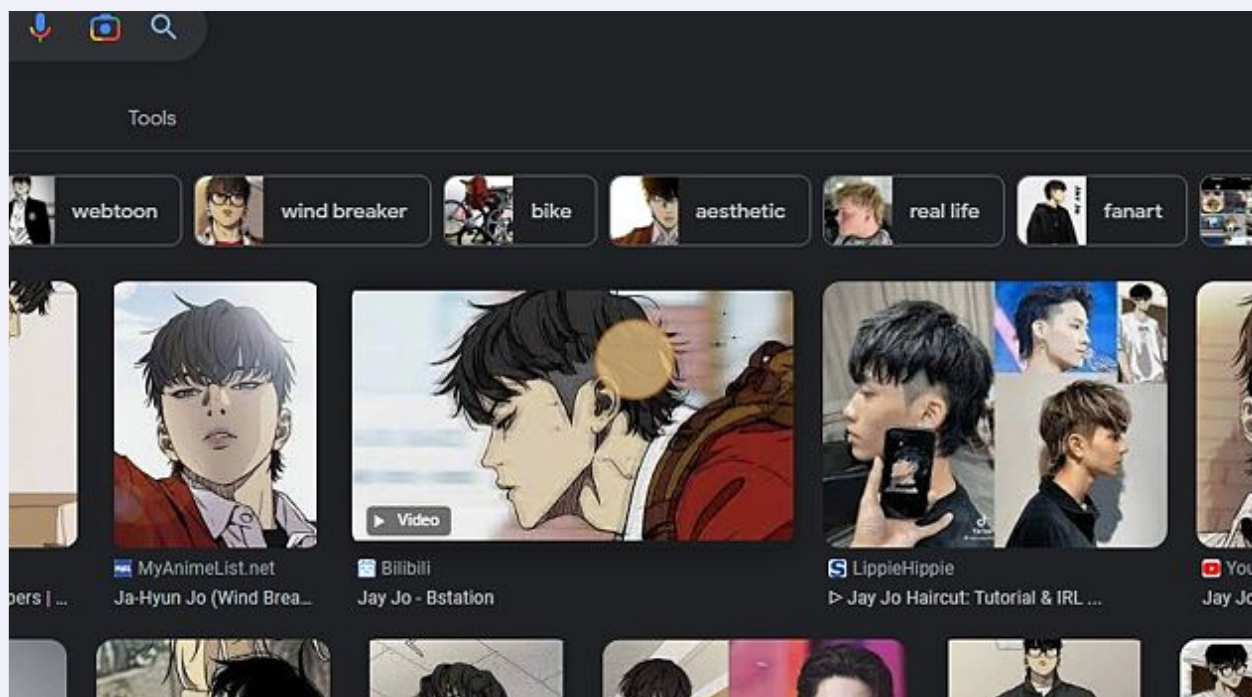 Tools
webtoon
wind breaker
bike
aesthetic
real life
fanart
Video
MyAnimeList.net
Bilibili
LippieHippie
Ja-Hyun Jo (Wind Brea...
Jay Jo - Bstation
Jay Jo Haircut: Tutorial & IRL ...
Jay